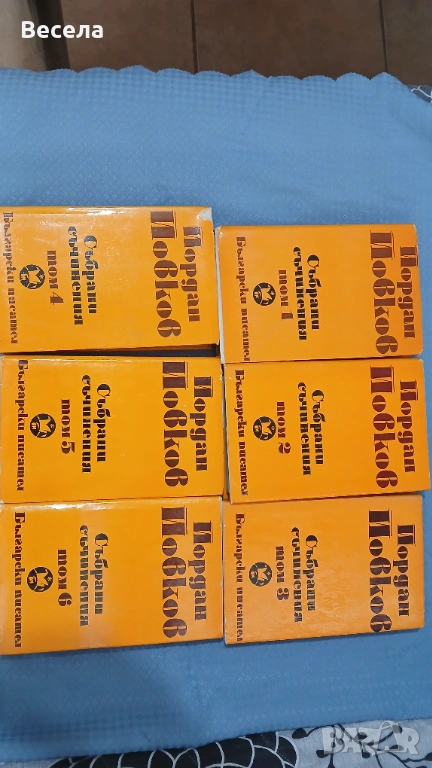 Весела
Йордан
Йовков
Събрани
съчинения
том 4
Български писател
Йордан
Йовков
Събрани
съчинения
том 1
Български писател
Йордан
Йовков
Събрани
съчинения
том 5
Български писател
Йордан
Йовков
Събрани
съчинения
том 2
Български писател
Йордан
Йовков
Събрани
съчинения
том 6
Български писател
Йордан
Йовков
Събрани
съчинения
том 3
Български писател
BAZAR